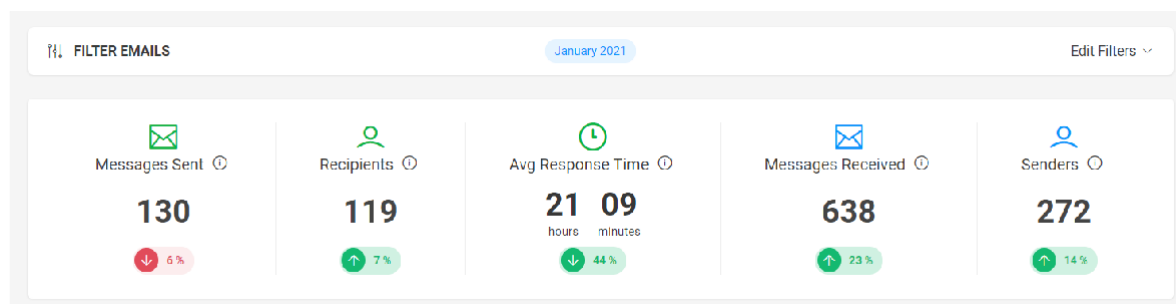 FILTER EMAILS January 2021 Edit Filters
Messages Sent Recipients Avg Response Time Messages Received Senders
130 119 21 09 638 272
hours minutes
6% 7% 44% 23% 14%